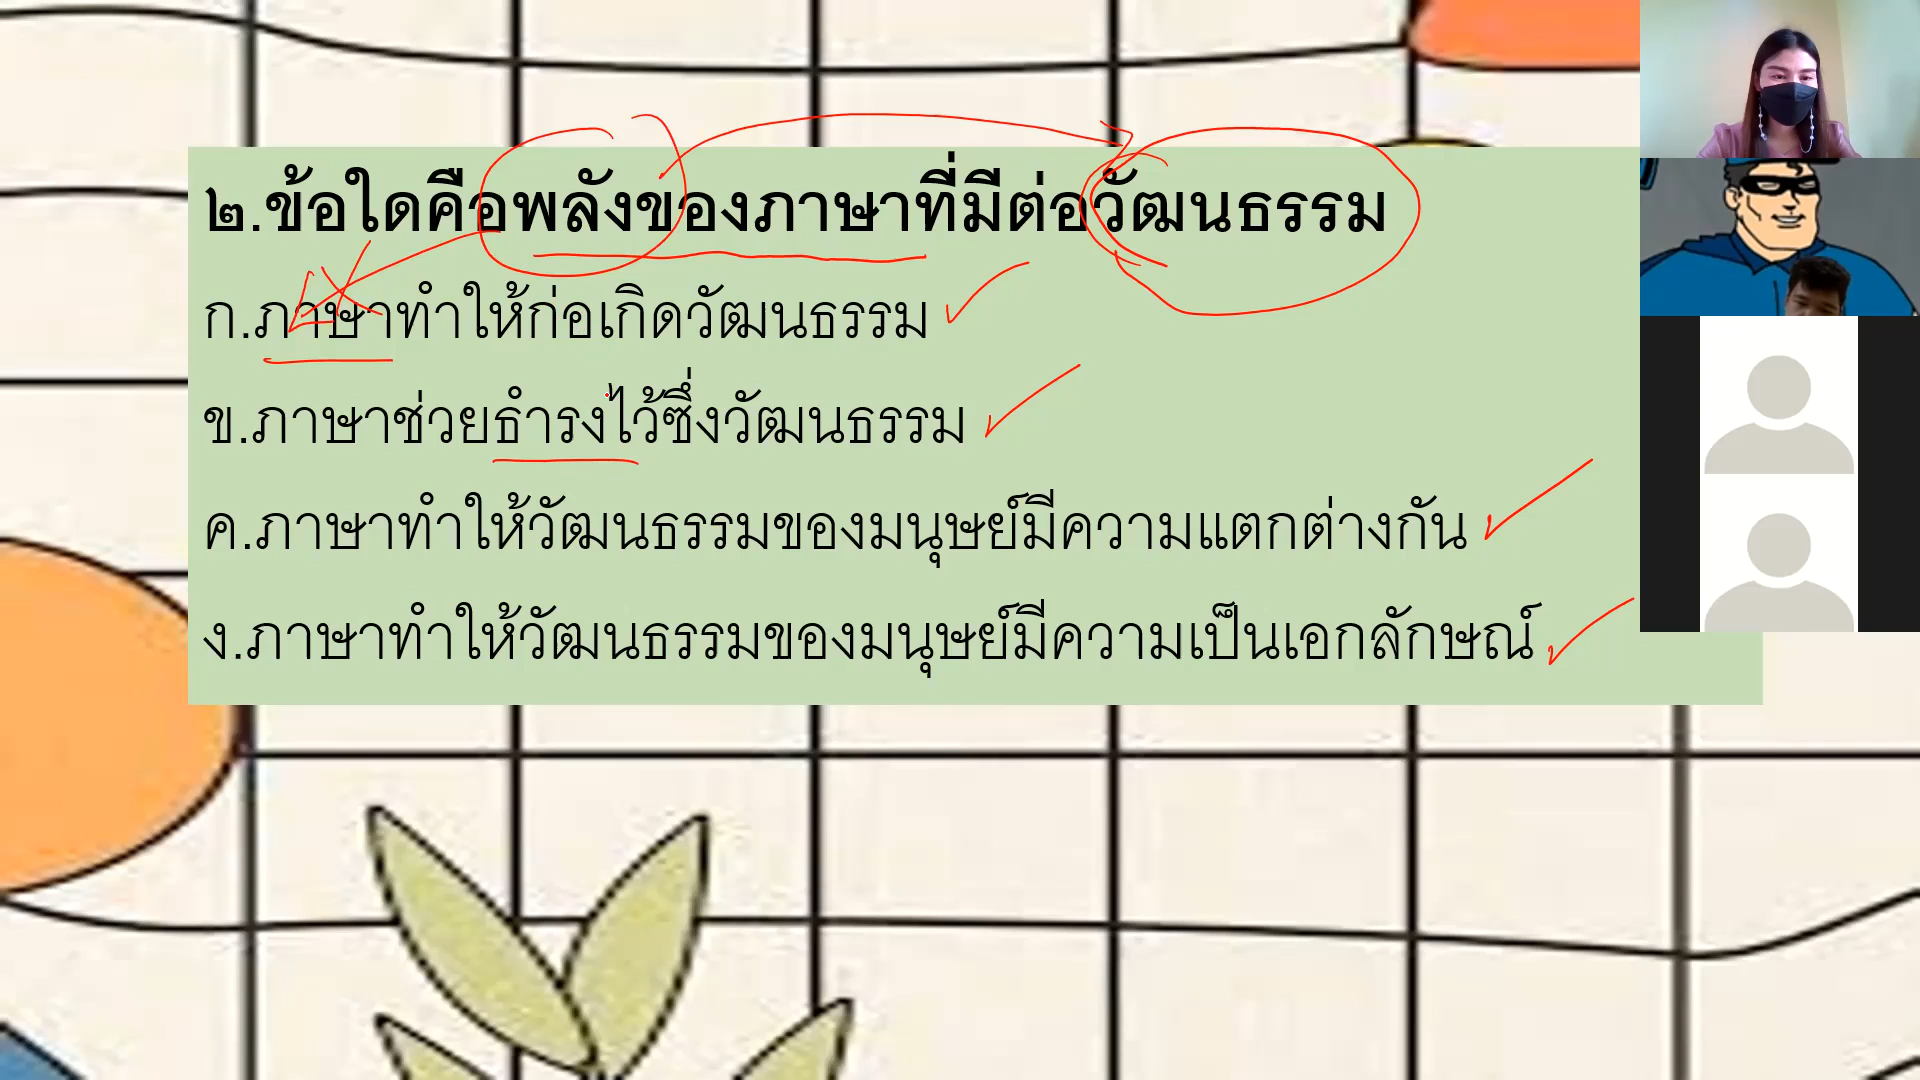 ๒.ข้อใดคือพลังของภาษาที่มีต่อวัฒนธรรม
ก.ภาษาทำให้ก่อเกิดวัฒนธรรม
ข.ภาษาช่วยธำรงไว้ซึ่งวัฒนธรรม
ค.ภาษาทำให้วัฒนธรรมของมนุษย์มีความแตกต่างกัน
ง.ภาษาทำให้วัฒนธรรมของมนุษย์มีความเป็นเอกลักษณ์